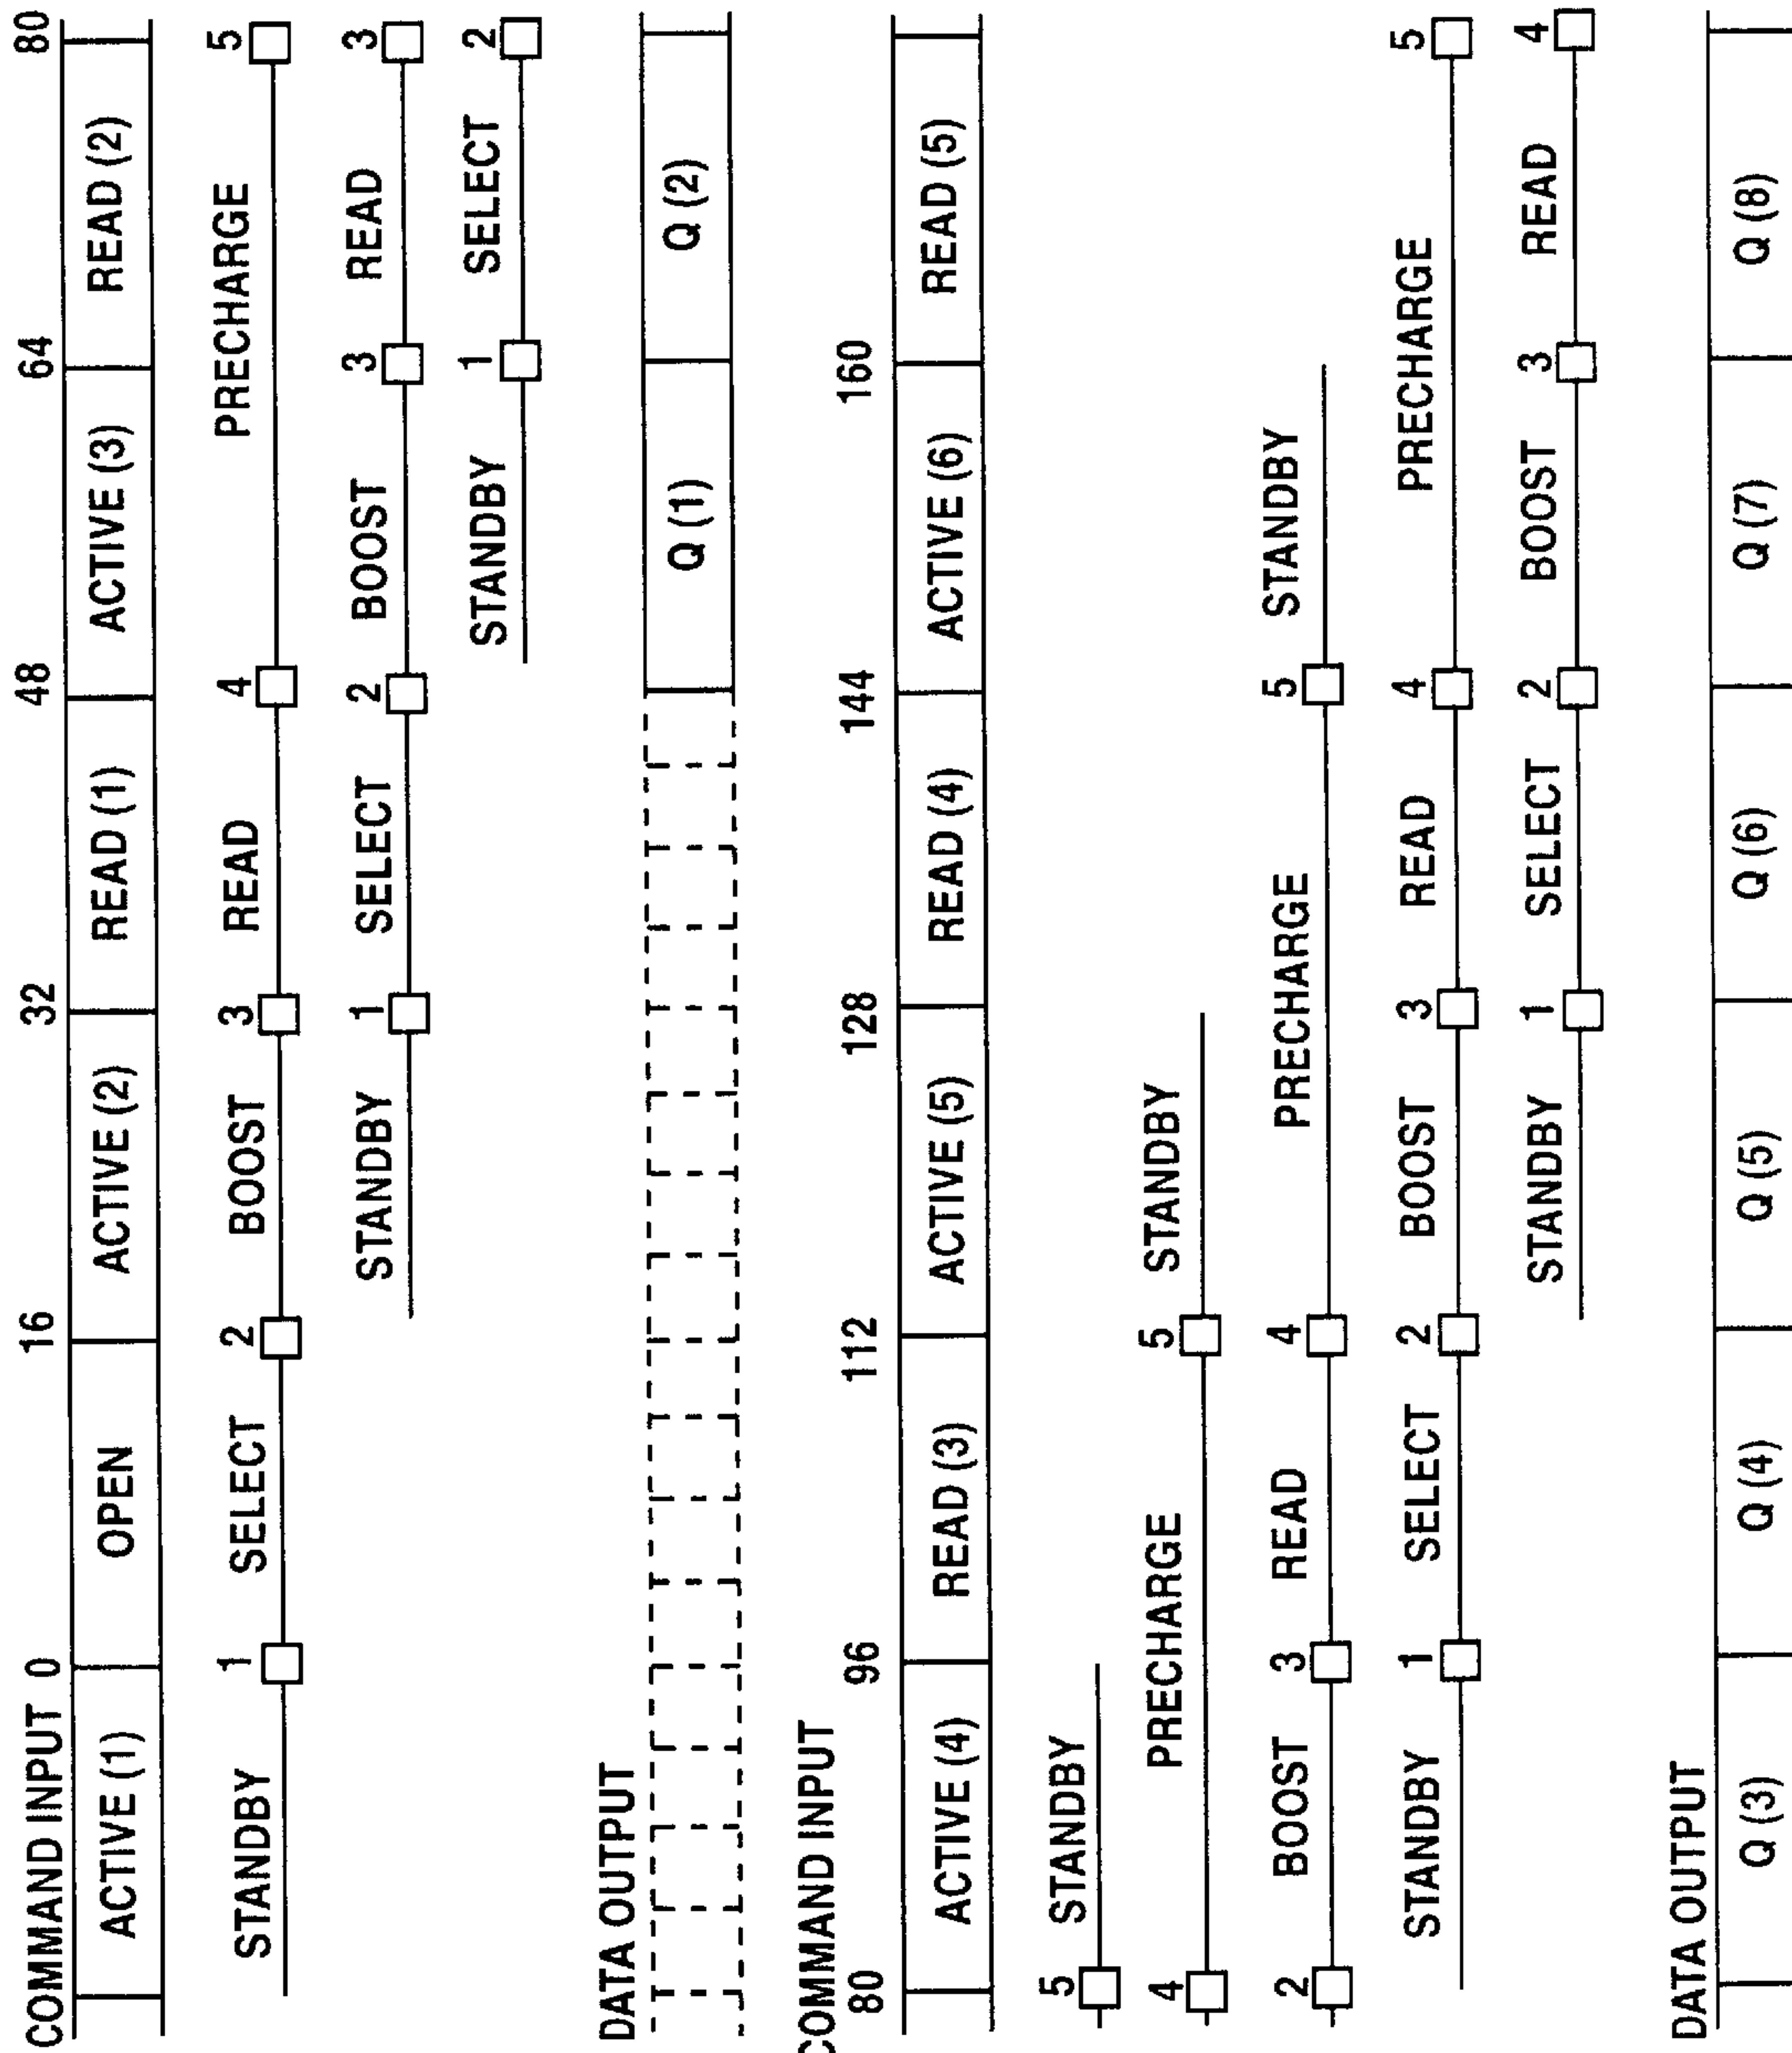 COMMAND INPUT 0 16 32 48 64 80
ACTIVE (1) OPEN ACTIVE (2) READ (1) ACTIVE (3) READ (2)
1 2 3 4 5
STANDBY SELECT BOOST READ PRECHARGE
1 2 3 3
STANDBY SELECT BOOST READ
1 2
STANDBY SELECT
DATA OUTPUT
Q (1) Q (2)
COMMAND INPUT
80 96 112 128 144 160
ACTIVE (4) READ (3) ACTIVE (5) READ (4) ACTIVE (6) READ (5)
5 STANDBY
4 PRECHARGE 5 STANDBY
2 BOOST 3 READ 4 PRECHARGE 5 STANDBY
STANDBY 1 SELECT 2 BOOST 3 READ 4 PRECHARGE 5
STANDBY 1 SELECT 2 BOOST 3 READ 4
DATA OUTPUT
Q (3) Q (4) Q (5) Q (6) Q (7) Q (8)